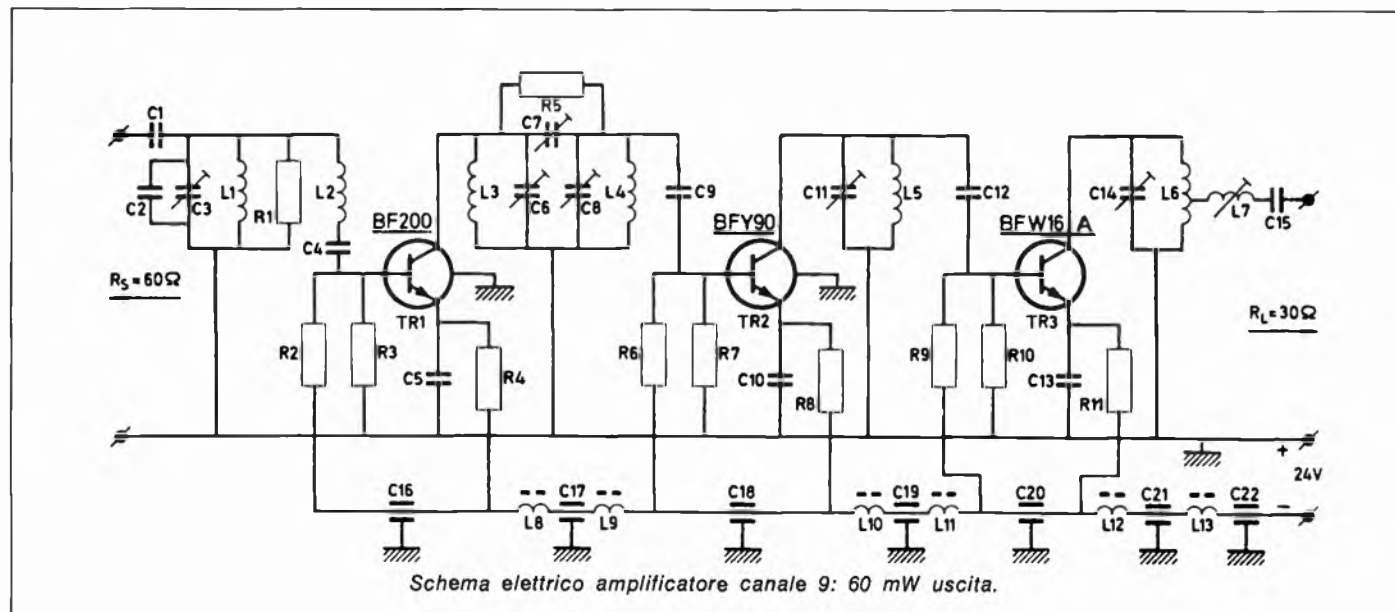 R5
C1
C7
C2
C3
L1
R1
L2
C4
L3
C6
C8
L4
C9
C11
L5
C12
C14
L6
L7
C15
BF200
BFY90
BFW16 A
RS = 60Ω
RL = 30Ω
TR1
TR2
TR3
R2
R3
C5
R4
R6
R7
C10
R8
R9
R10
C13
R11
+
24V
−
C16
L8
C17
L9
C18
L10
C19
L11
C20
L12
C21
L13
C22
Schema elettrico amplificatore canale 9: 60 mW uscita.